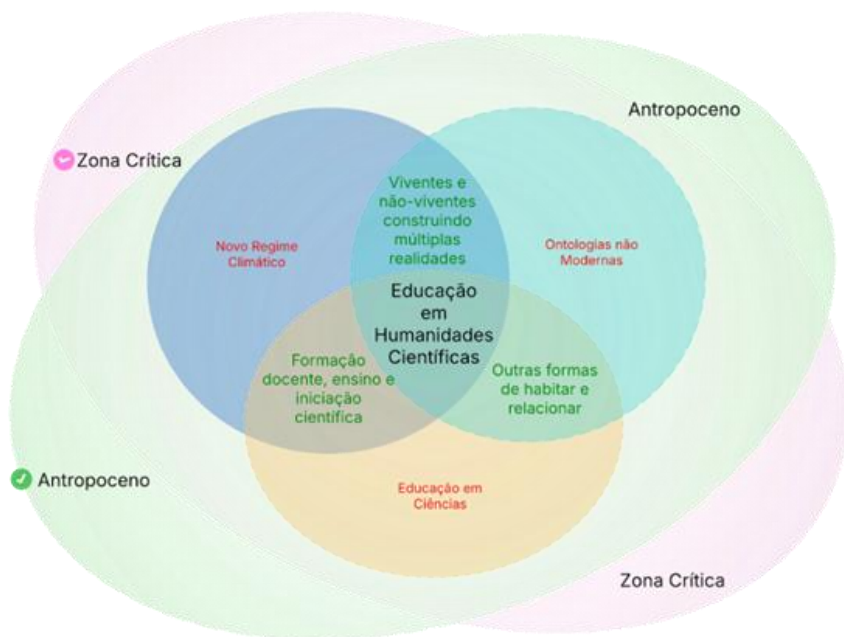 Antropoceno
Zona Crítica
Viventes e
não-viventes
construindo
múltiplas
realidades
Novo Regime
Climático
Ontologias não
Modernas
Educação
em
Humanidades
Científicas
Formação
docente, ensino e
iniciação
científica
Outras formas
de habitar e
relacionar
Antropoceno
Educação em
Ciências
Zona Crítica